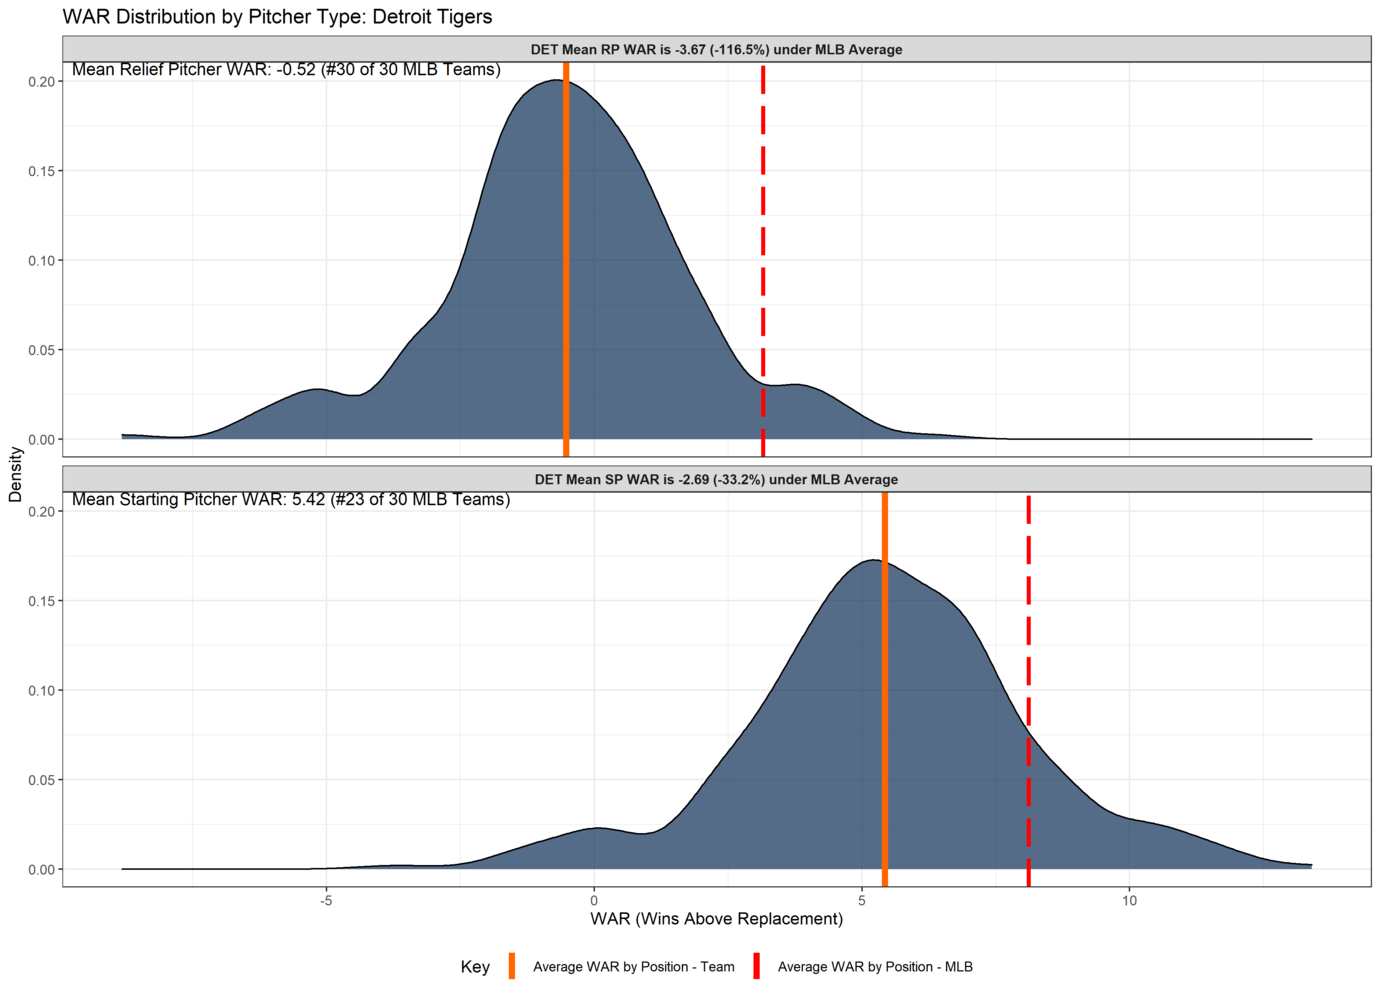 WAR Distribution by Pitcher Type: Detroit Tigers
DET Mean RP WAR is -3.67 (-116.5%) under MLB Average
Mean Relief Pitcher WAR: -0.52 (#30 of 30 MLB Teams)
0.20
0.15
0.10
0.05
0.00
Density
DET Mean SP WAR is -2.69 (-33.2%) under MLB Average
Mean Starting Pitcher WAR: 5.42 (#23 of 30 MLB Teams)
0.20
0.15
0.10
0.05
0.00
-5 0 5 10
WAR (Wins Above Replacement)
Key Average WAR by Position - Team Average WAR by Position - MLB